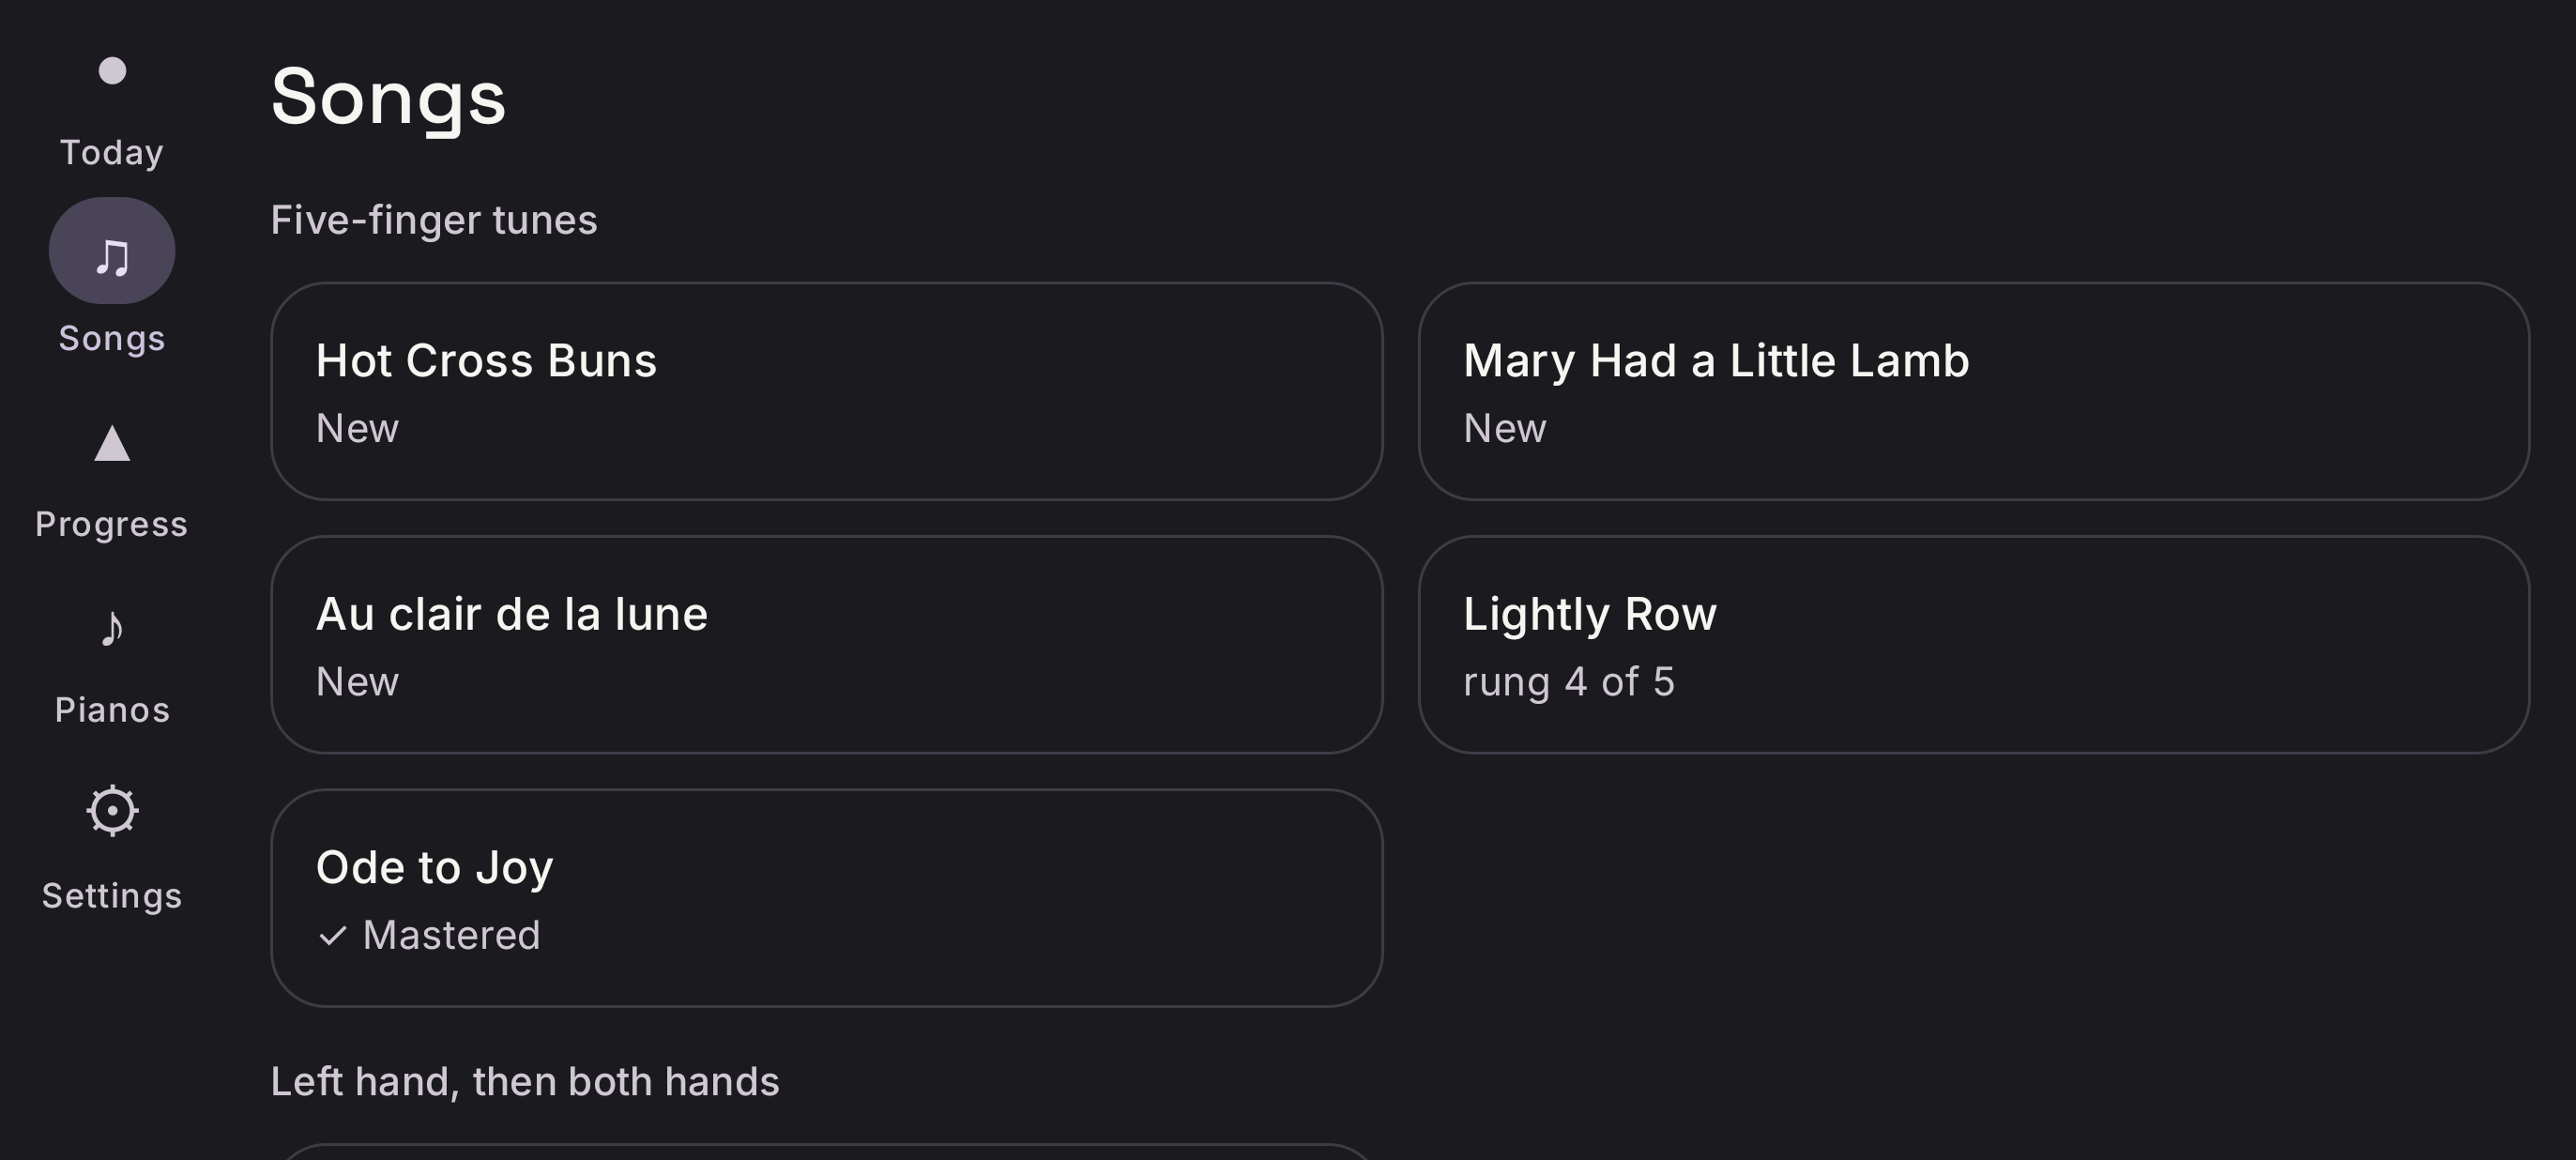 Today
Songs
Progress
Pianos
Settings
Songs
Five-finger tunes
Hot Cross Buns
New
Mary Had a Little Lamb
New
Au clair de la lune
New
Lightly Row
rung 4 of 5
Ode to Joy
✓ Mastered
Left hand, then both hands